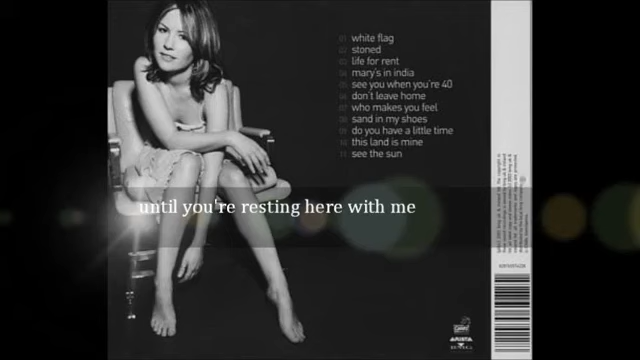 01 white flag
02 stoned
03 life for rent
04 mary's in india
05 see you when you're 40
06 don't leave home
07 who makes you feel
08 sand in my shoes
09 do you have a little time
10 this land is mine
11 see the sun
until you're resting here with me
ARISTA